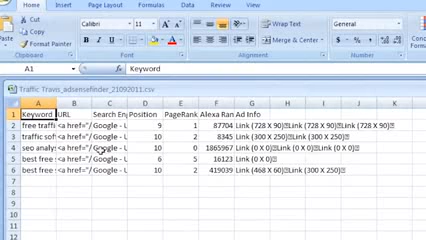 Home Insert Page Layout Formulas Data Review View
Cut
Copy
Paste
Format Painter
Clipboard
Calibri 11
B I U
Font
Wrap Text
Merge & Center
Alignment
General
$ % ,
Number
A1 fx Keyword
Traffic Travis_adsensefinder_21092011.csv
A B C D E F G H I J K
1 Keyword URL Search En Position PageRank Alexa Ran Ad Info
2 free traffi <a href="/ Google - U 9 1 87704 Link (728 X 90) Link (728 X 90) Link (728 X 90)
3 traffic sof <a href="/ Google - U 10 2 8345 Link (300 X 250) Link (300 X 250)
4 seo analy <a href="/ Google - U 10 0 1865967 Link (0 X 0) Link (0 X 0) Link (0 X 0)
5 best free <a href="/ Google - U 6 5 16123 Link (0 X 0)
6 best free <a href="/ Google - U 10 2 419039 Link (468 X 60) Link (300 X 250)
7
8
9
10
11
12